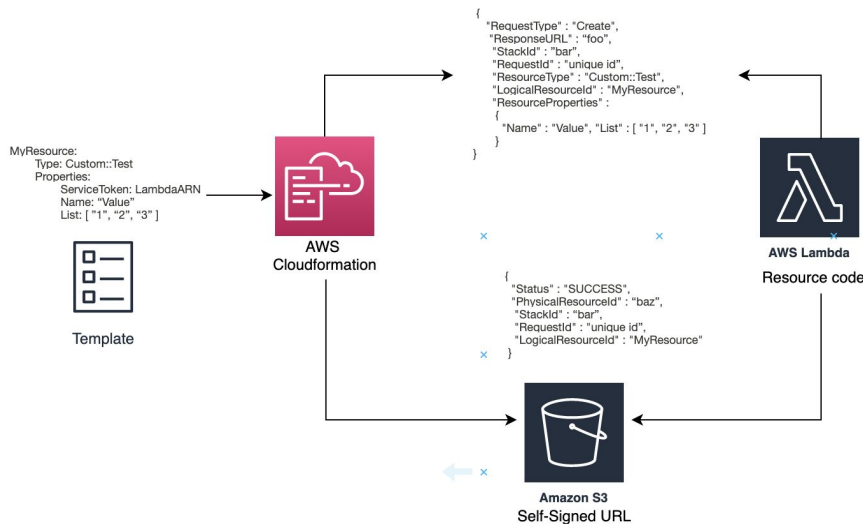 {
"RequestType" : "Create",
"ResponseURL" : “foo”,
"StackId" : ”bar”,
"RequestId" : "unique id”,
"ResourceType" : "Custom::Test",
"LogicalResourceId" : "MyResource",
"ResourceProperties" :
{
"Name" : "Value", "List" : [ "1", "2", "3" ]
}
}
MyResource:
Type: Custom::Test
Properties:
ServiceToken: LambdaARN
Name: “Value”
List: [ ”1”, “2”, “3” ]
Template
AWS
Cloudformation
AWS Lambda
Resource code
{
"Status" : "SUCCESS",
"PhysicalResourceId" : “baz”,
"StackId" : “bar”,
"RequestId" : "unique id”,
"LogicalResourceId" : "MyResource"
}
Amazon S3
Self-Signed URL